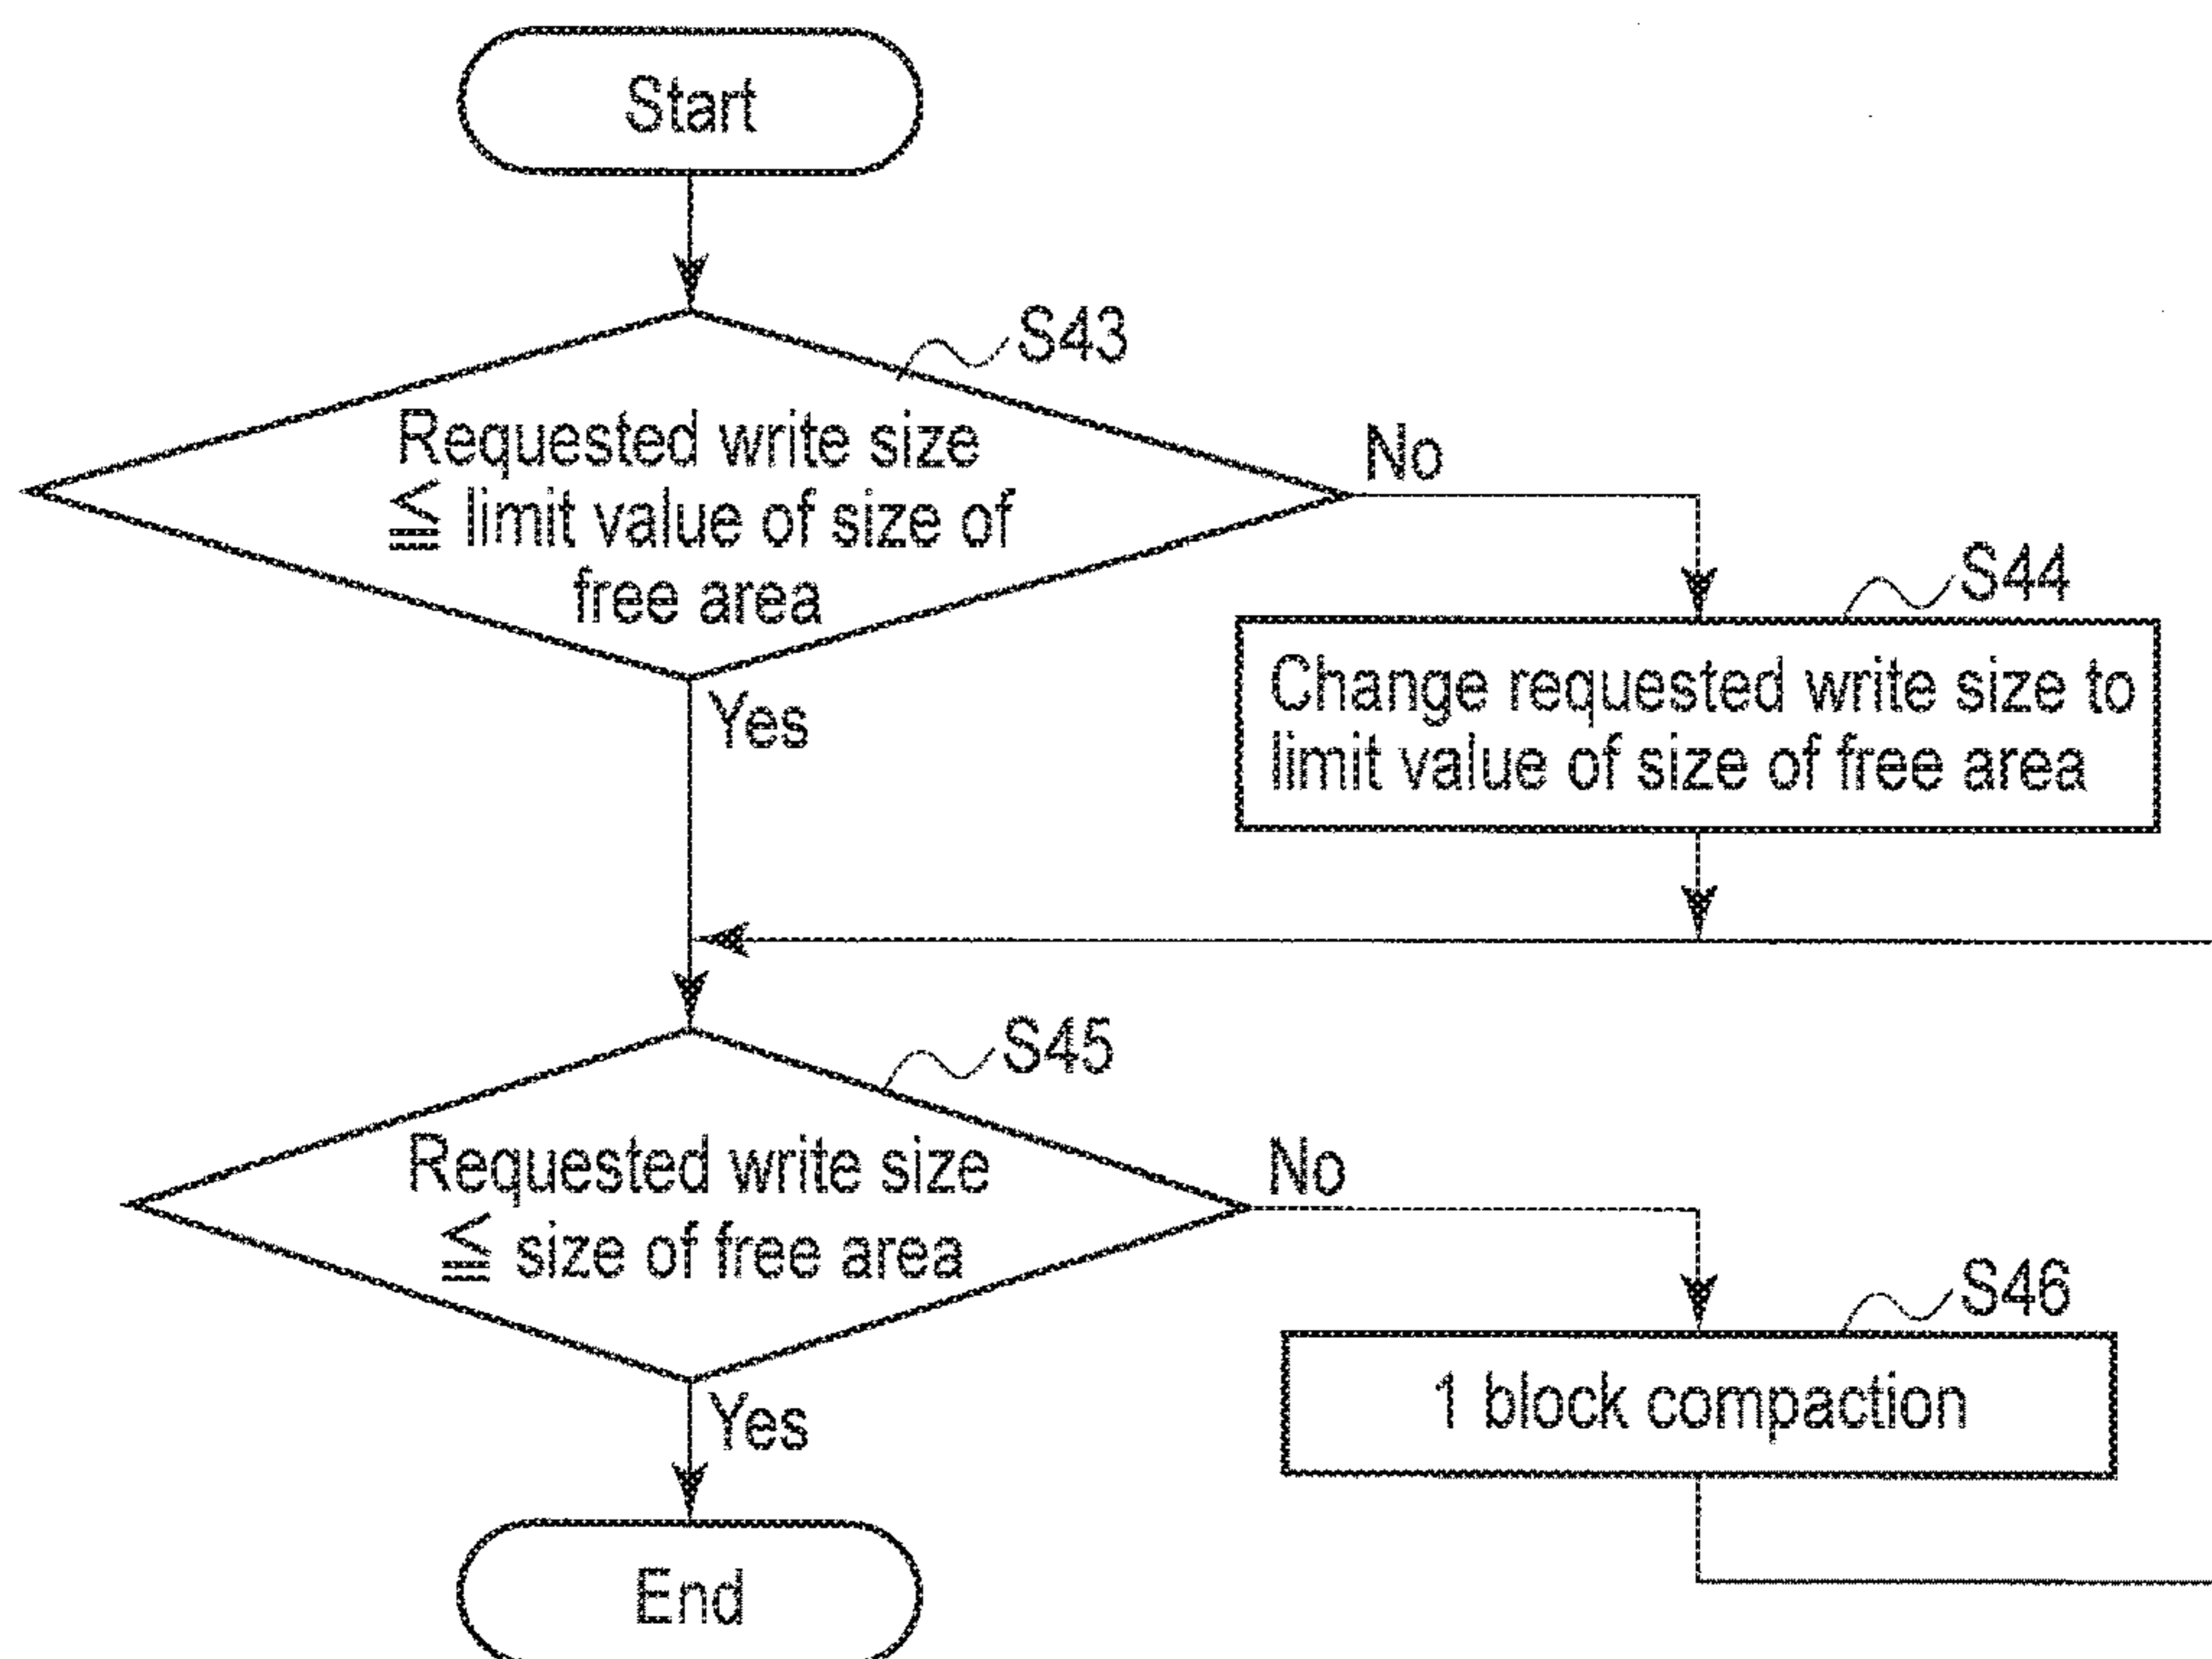 Start
S43
Requested write size
≦ limit value of size of
free area
No
Yes
S44
Change requested write size to
limit value of size of free area
S45
Requested write size
≦ size of free area
No
Yes
S46
1 block compaction
End